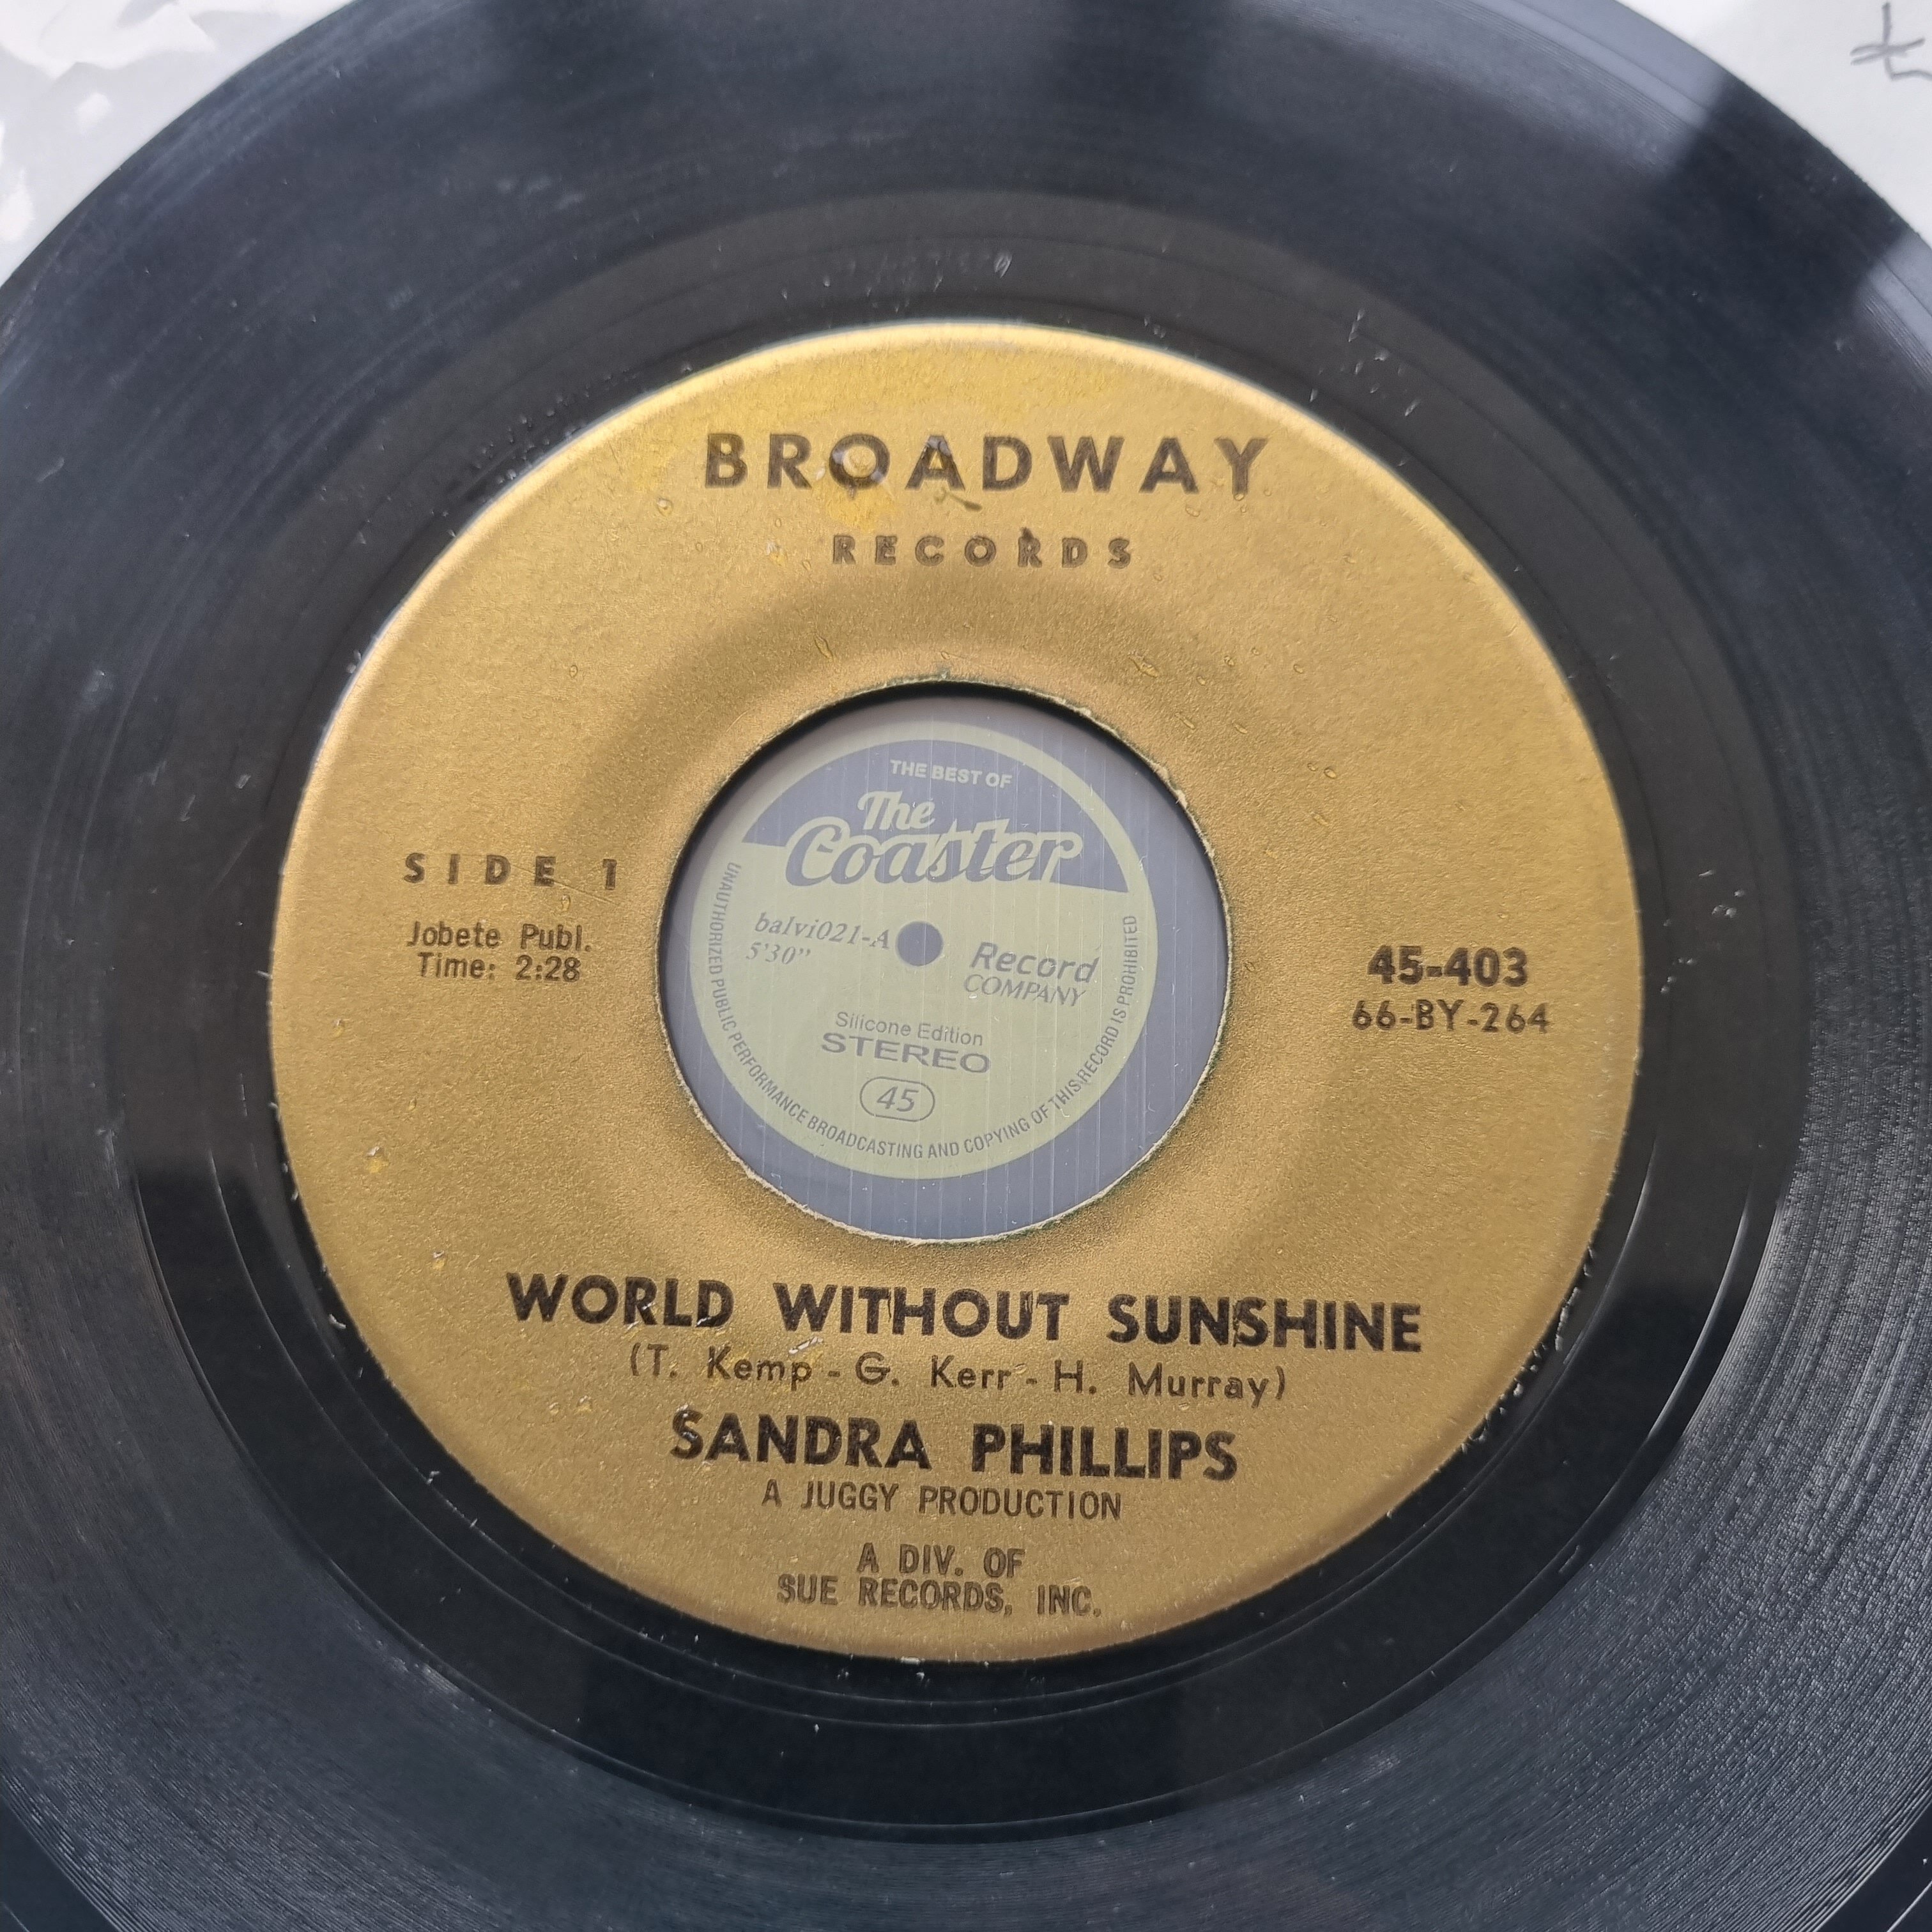 BROADWAY
RECORDS
SIDE 1
Jobete Publ.
Time: 2:28
45-403
66-BY-264
THE BEST OF
The
Coaster
balvi021-A
5'30"
Record
COMPANY
Silicone Edition
STEREO
45
UNAUTHORIZED PUBLIC PERFORMANCE BROADCASTING AND COPYING OF THIS RECORD IS PROHIBITED
WORLD WITHOUT SUNSHINE
(T. Kemp - G. Kerr - H. Murray)
SANDRA PHILLIPS
A JUGGY PRODUCTION
A DIV. OF
SUE RECORDS, INC.